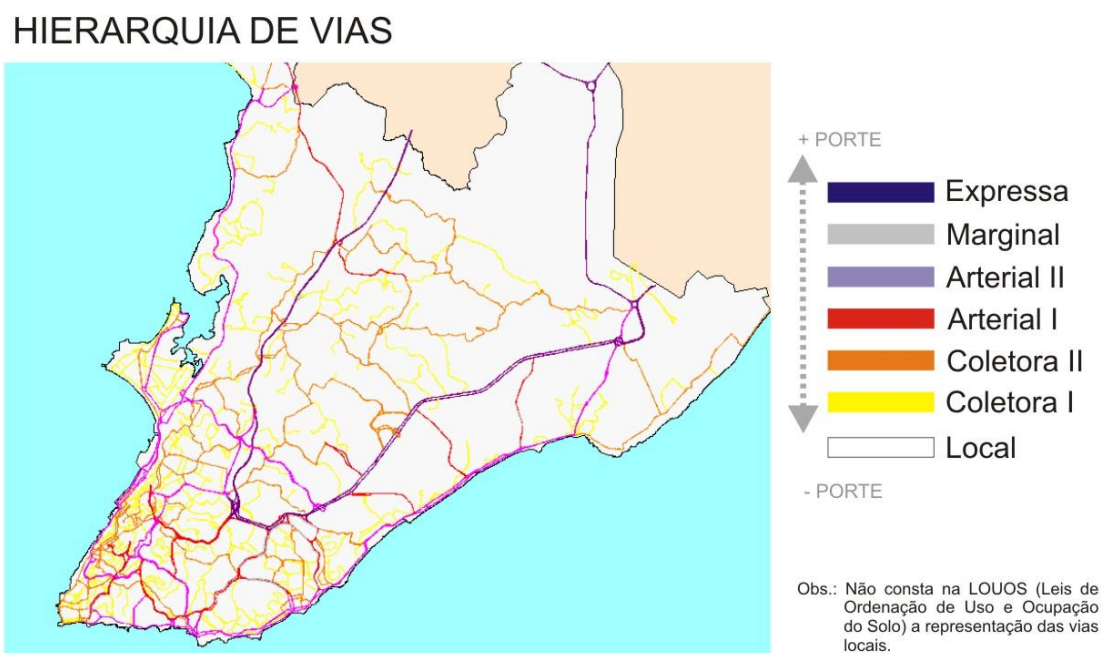 HIERARQUIA DE VIAS
+ PORTE
Expressa
Marginal
Arterial II
Arterial I
Coletora II
Coletora I
Local
- PORTE
Obs.: Não consta na LOUOS (Leis de
Ordenação de Uso e Ocupação
do Solo) a representação das vias
locais.